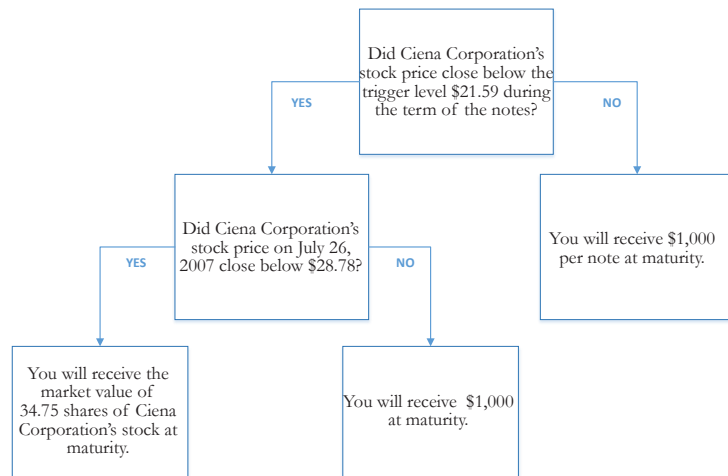 Did Ciena Corporation's
stock price close below the
trigger level $21.59 during
the term of the notes?
YES
NO
Did Ciena Corporation's
stock price on July 26,
2007 close below $28.78?
You will receive $1,000
per note at maturity.
YES
NO
You will receive the
market value of
34.75 shares of Ciena
Corporation's stock at
maturity.
You will receive $1,000
at maturity.